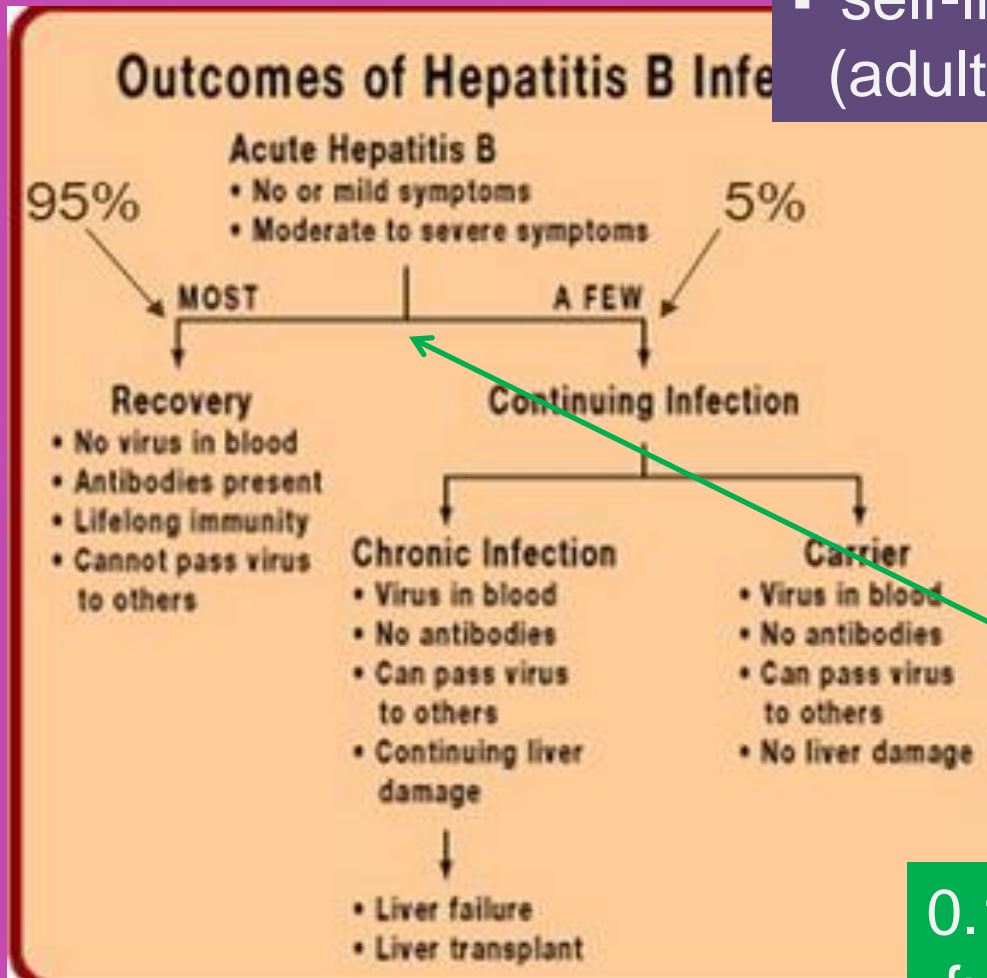 Outcomes of Hepatitis B
(adult
Acute Hepatitis B
• No or mild symptoms
• Moderate to severe symptoms
95%
5%
MOST
A FEW
Recovery
• No virus in blood
• Antibodies present
• Lifelong immunity
• Cannot pass virus
to others
Continuing Infection
Chronic Infection
• Virus in blood
• No antibodies
• Can pass virus
to others
• Continuing liver
damage
• Liver failure
• Liver transplant
Carrier
• Virus in blood
• No antibodies
• Can pass virus
to others
• No liver damage